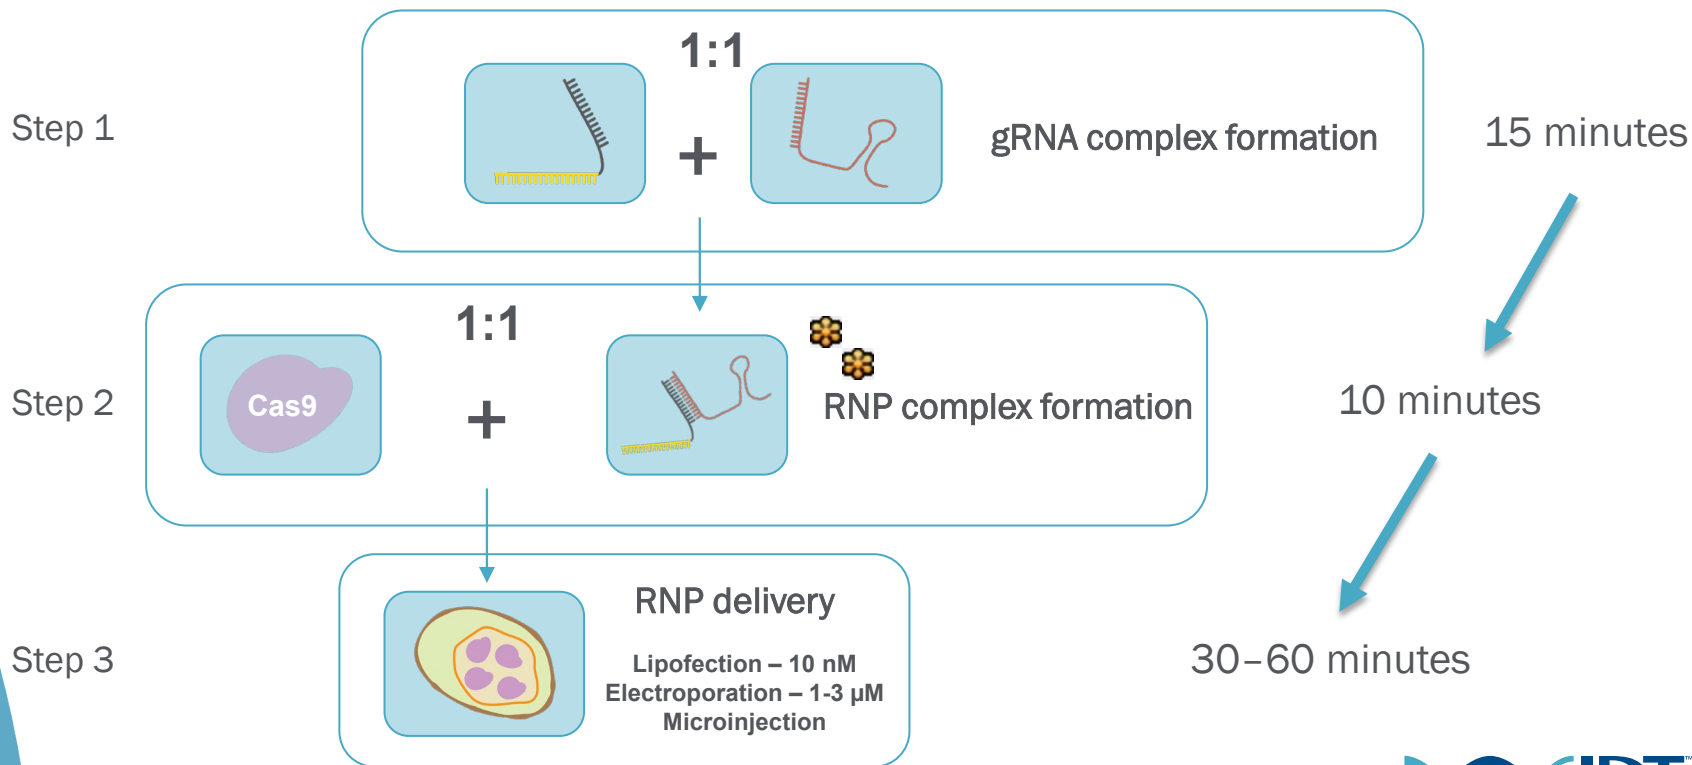 Step 1
1:1
+
gRNA complex formation
15 minutes
Step 2
1:1
Cas9
+
RNP complex formation
10 minutes
Step 3
RNP delivery
Lipofection – 10 nM
Electroporation – 1-3 µM
Microinjection
30–60 minutes
IDT™